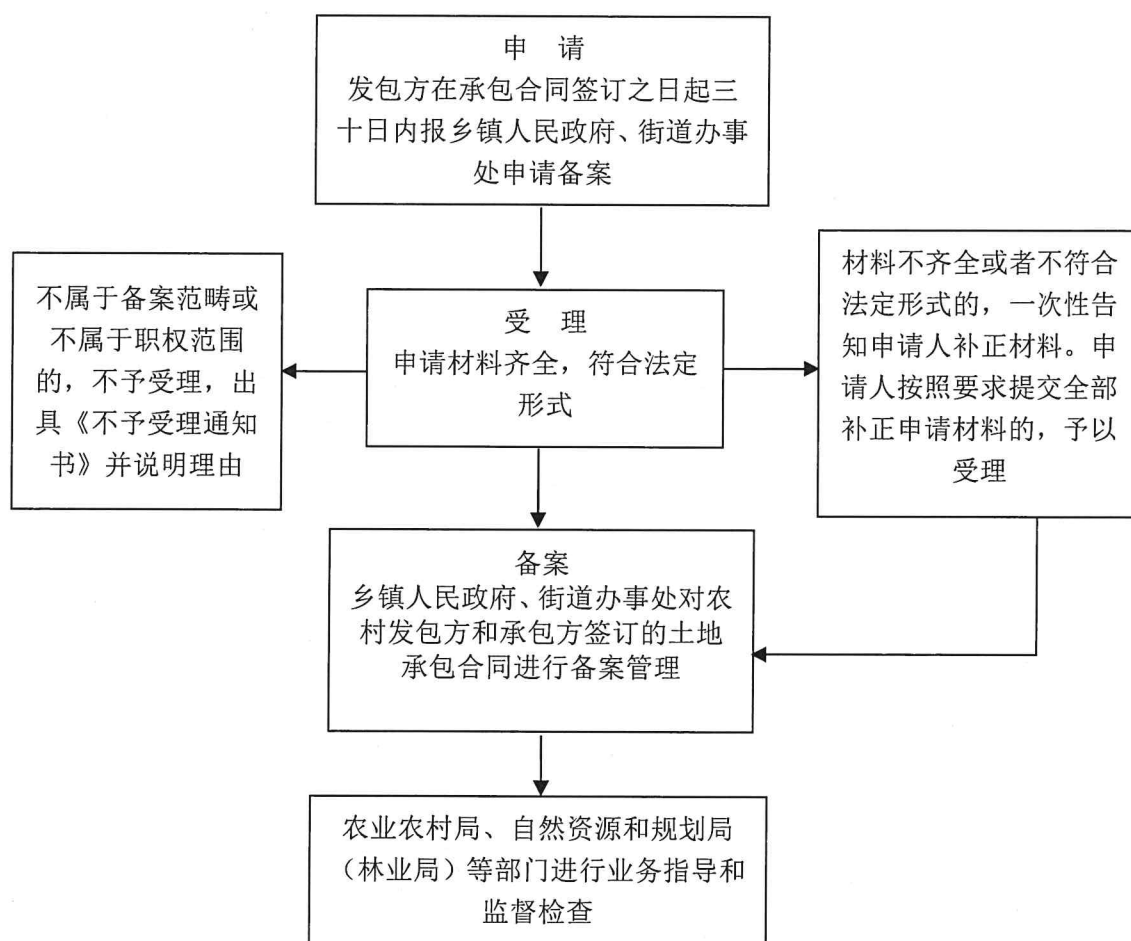 申 请
发包方在承包合同签订之日起三
十日内报乡镇人民政府、街道办事
处申请备案
不属于备案范畴或
不属于职权范围
的，不予受理，出
具《不予受理通知
书》并说明理由
受 理
申请材料齐全，符合法定
形式
材料不齐全或者不符合
法定形式的，一次性告
知申请人补正材料。申
请人按照要求提交全部
补正申请材料的，予以
受理
备案
乡镇人民政府、街道办事处对农
村发包方和承包方签订的土地
承包合同进行备案管理
农业农村局、自然资源和规划局
（林业局）等部门进行业务指导和
监督检查